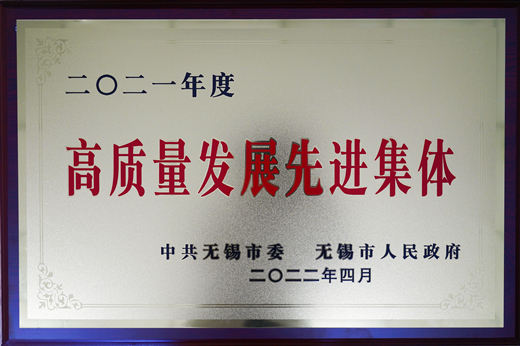 二〇二一年度
高质量发展先进集体
中共无锡市委　无锡市人民政府
二〇二二年四月